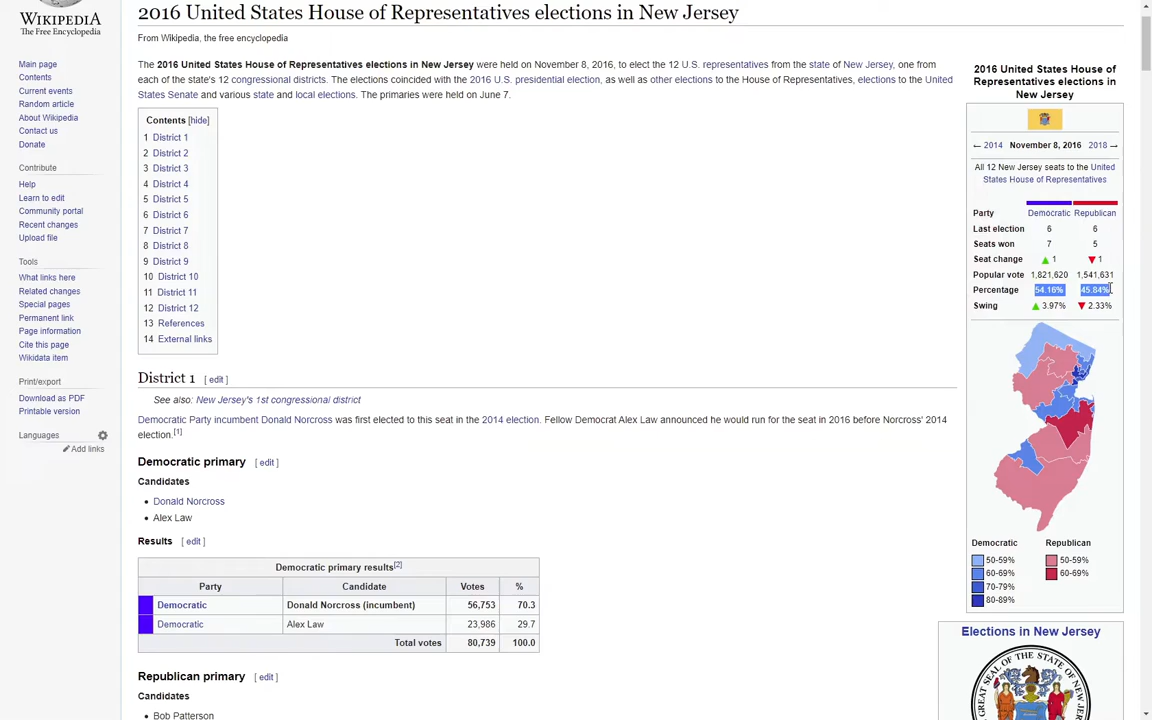 WIKIPEDIA
The Free Encyclopedia
Main page
Contents
Current events
Random article
About Wikipedia
Contact us
Donate
Contribute
Help
Learn to edit
Community portal
Recent changes
Upload file
Tools
What links here
Related changes
Special pages
Permanent link
Page information
Cite this page
Wikidata item
Print/export
Download as PDF
Printable version
Languages
Add links
2016 United States House of Representatives elections in New Jersey
From Wikipedia, the free encyclopedia
The 2016 United States House of Representatives elections in New Jersey were held on November 8, 2016, to elect the 12 U.S. representatives from the state of New Jersey, one from
each of the state's 12 congressional districts. The elections coincided with the 2016 U.S. presidential election, as well as other elections to the House of Representatives, elections to the United
States Senate and various state and local elections. The primaries were held on June 7.
Contents [hide]
1 District 1
2 District 2
3 District 3
4 District 4
5 District 5
6 District 6
7 District 7
8 District 8
9 District 9
10 District 10
11 District 11
12 District 12
13 References
14 External links
District 1 [ edit ]
See also: New Jersey's 1st congressional district
Democratic Party incumbent Donald Norcross was first elected to this seat in the 2014 election. Fellow Democrat Alex Law announced he would run for the seat in 2016 before Norcross' 2014
election.[1]
Democratic primary [ edit ]
Candidates
• Donald Norcross
• Alex Law
Results [ edit ]
Democratic primary results[2]
Party Candidate Votes %
Democratic Donald Norcross (incumbent) 56,753 70.3
Democratic Alex Law 23,986 29.7
Total votes 80,739 100.0
Republican primary [ edit ]
Candidates
• Bob Patterson
2016 United States House of
Representatives elections in
New Jersey
← 2014 November 8, 2016 2018 →
All 12 New Jersey seats to the United
States House of Representatives
Party Democratic Republican
Last election 6 6
Seats won 7 5
Seat change ▲ 1 ▼ 1
Popular vote 1,821,620 1,541,631
Percentage 54.16% 45.84%
Swing ▲ 3.97% ▼ 2.33%
Democratic Republican
50-59% 50-59%
60-69% 60-69%
70-79%
80-89%
Elections in New Jersey
GREAT SEAL OF THE STATE OF NEW JERSEY